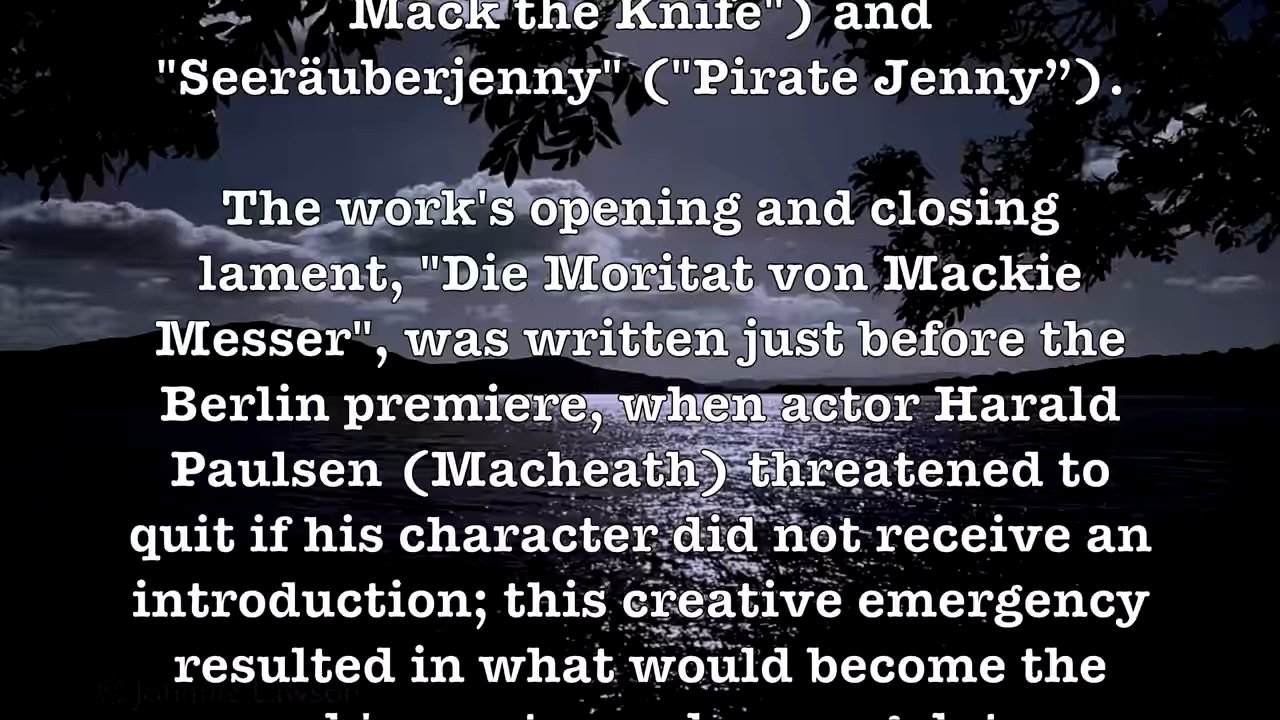 Mack the Knife") and
"Seeräuberjenny" ("Pirate Jenny”).
The work's opening and closing
lament, "Die Moritat von Mackie
Messer", was written just before the
Berlin premiere, when actor Harald
Paulsen (Macheath) threatened to
quit if his character did not receive an
introduction; this creative emergency
resulted in what would become the
© Johnnie Lawson